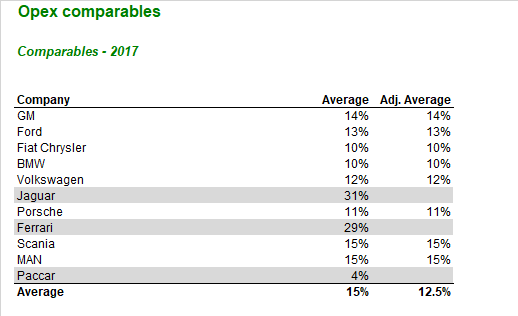 Opex comparables
Comparables - 2017
Company Average Adj. Average
GM 14% 14%
Ford 13% 13%
Fiat Chrysler 10% 10%
BMW 10% 10%
Volkswagen 12% 12%
Jaguar 31%
Porsche 11% 11%
Ferrari 29%
Scania 15% 15%
MAN 15% 15%
Paccar 4%
Average 15% 12.5%